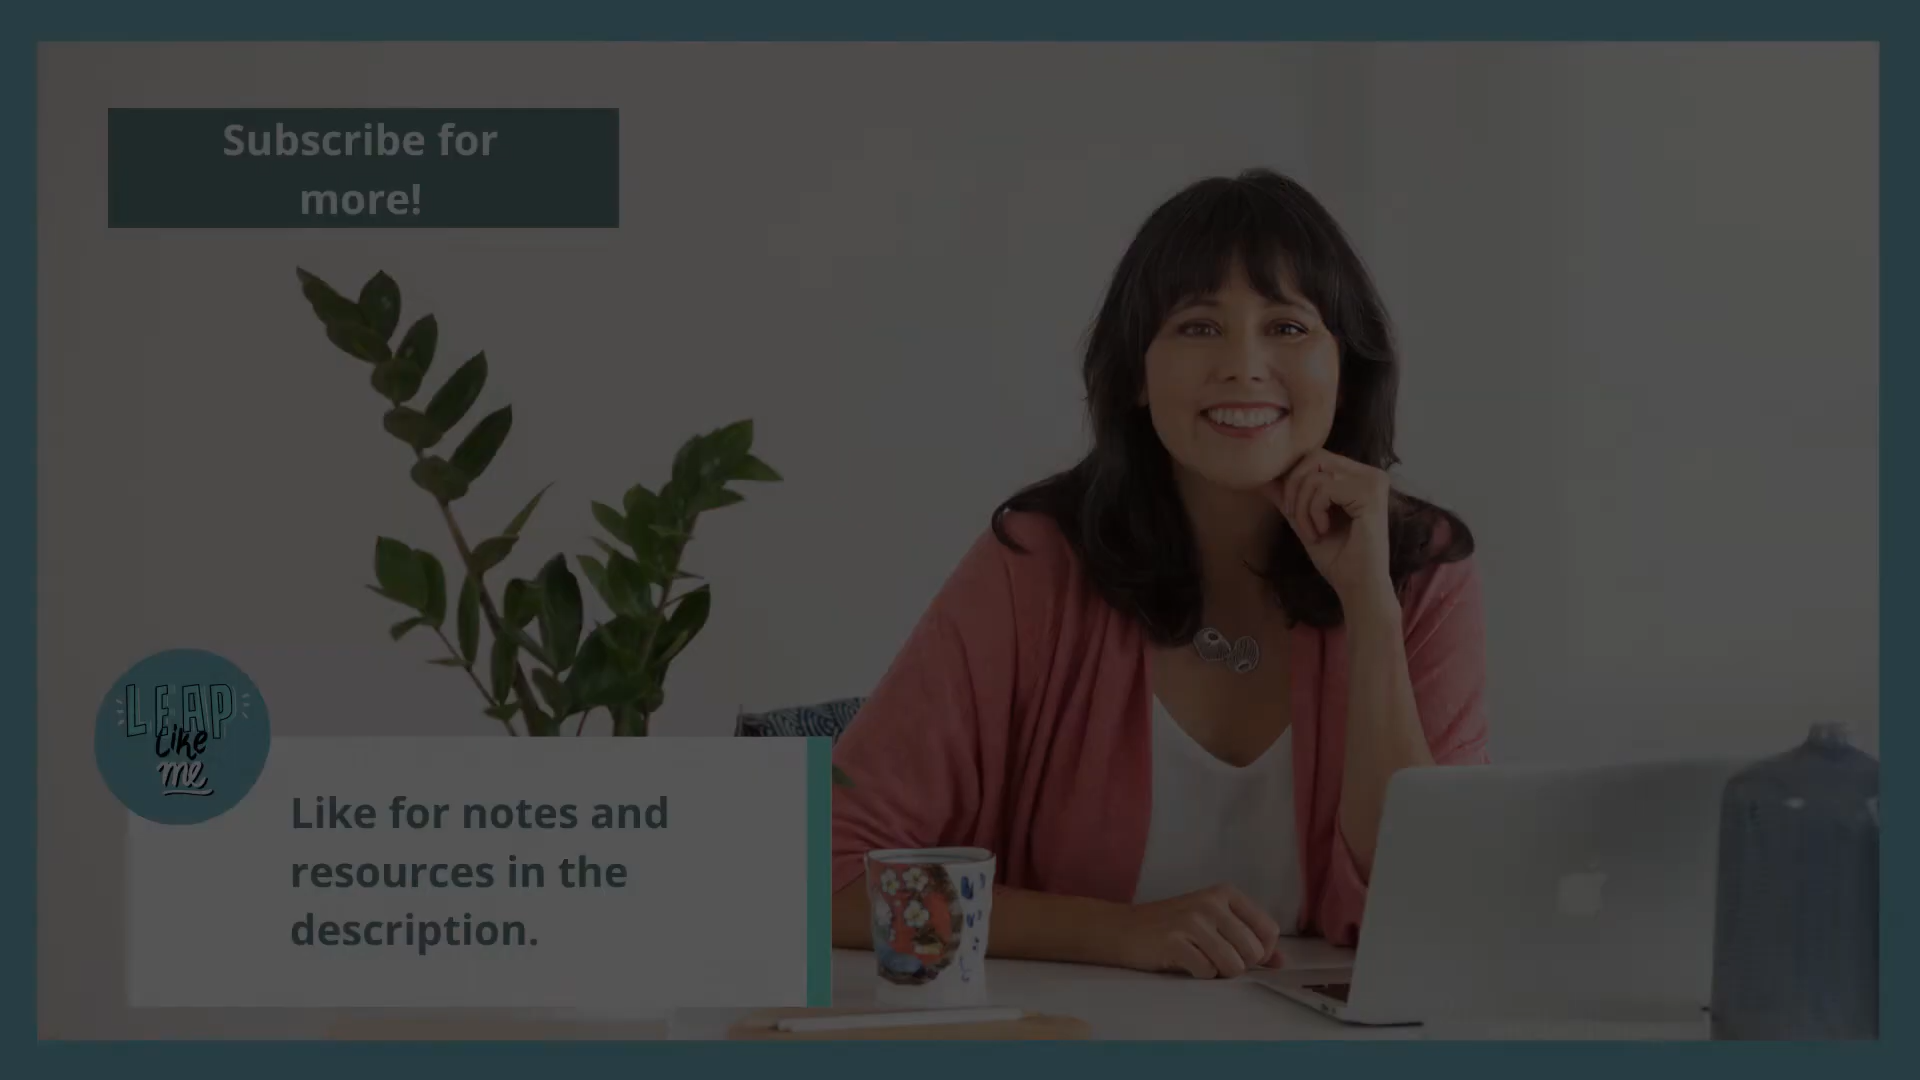 Subscribe for
more!
LEAP
Like
me
Like for notes and
resources in the
description.